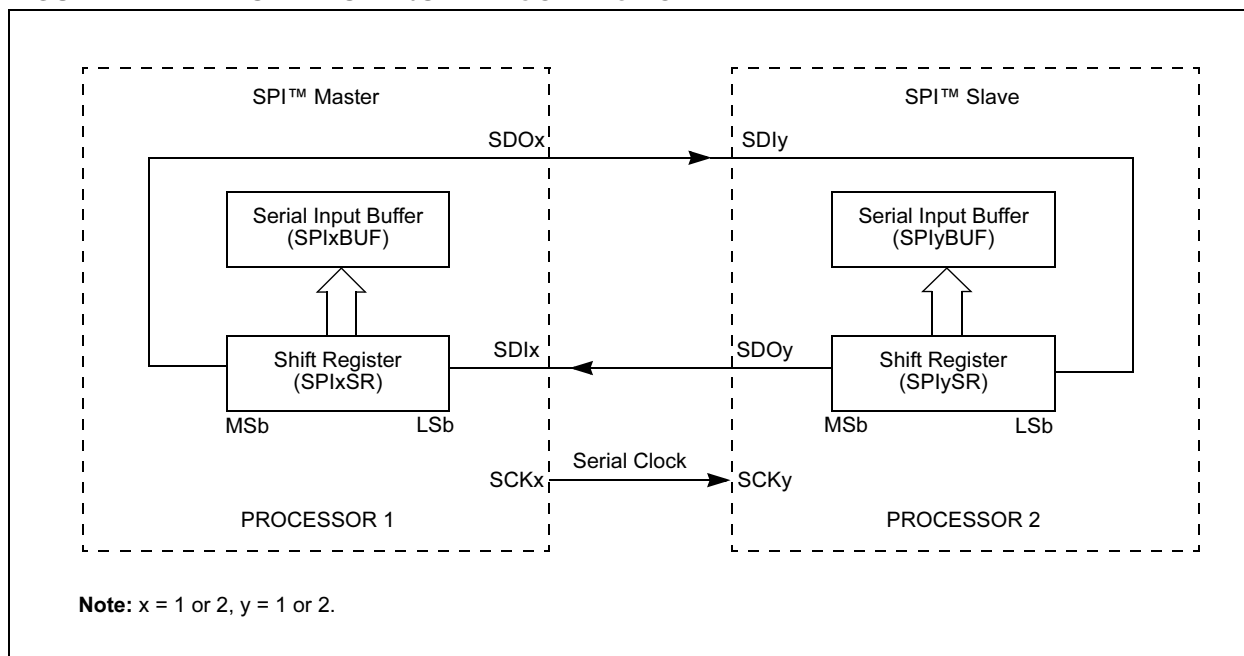 SPI™ Master
SPI™ Slave
SDOx
SDIy
Serial Input Buffer
(SPIxBUF)
Serial Input Buffer
(SPIyBUF)
Shift Register
(SPIxSR)
SDIx
SDOy
Shift Register
(SPIySR)
MSb
LSb
MSb
LSb
Serial Clock
SCKx
SCKy
PROCESSOR 1
PROCESSOR 2
Note: x = 1 or 2, y = 1 or 2.